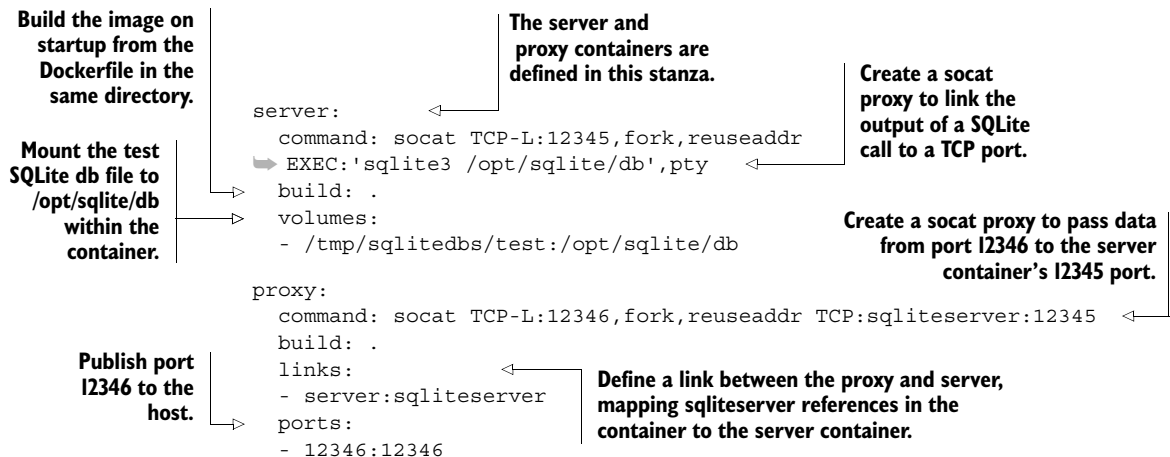 Build the image on
startup from the
Dockerfile in the
same directory.
The server and
proxy containers are
defined in this stanza.
Create a socat
proxy to link the
output of a SQLite
call to a TCP port.
Mount the test
SQLite db file to
/opt/sqlite/db
within the
container.
server:
command: socat TCP-L:12345,fork,reuseaddr
➥ EXEC:'sqlite3 /opt/sqlite/db',pty
build: .
volumes:
- /tmp/sqlitedbs/test:/opt/sqlite/db
Create a socat proxy to pass data
from port 12346 to the server
container's 12345 port.
proxy:
command: socat TCP-L:12346,fork,reuseaddr TCP:sqliteserver:12345
build: .
links:
- server:sqliteserver
ports:
- 12346:12346
Publish port
12346 to the
host.
Define a link between the proxy and server,
mapping sqliteserver references in the
container to the server container.